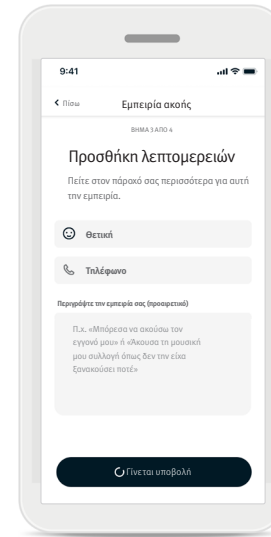 9:41
Πίσω
Εμπειρία ακοής
ΒΗΜΑ 3 ΑΠΟ 4
Προσθήκη λεπτομερειών
Πείτε στον πάροχό σας περισσότερα για αυτή
την εμπειρία.
Θετική
Τηλέφωνο
Περιγράψτε την εμπειρία σας (προαιρετικό)
Π.χ. «Μπόρεσα να ακούσω τον
εγγονό μου» ή «Άκουσα τη μουσική
μου συλλογή όπως δεν την είχα
ξανακούσει ποτέ»
Γίνεται υποβολή